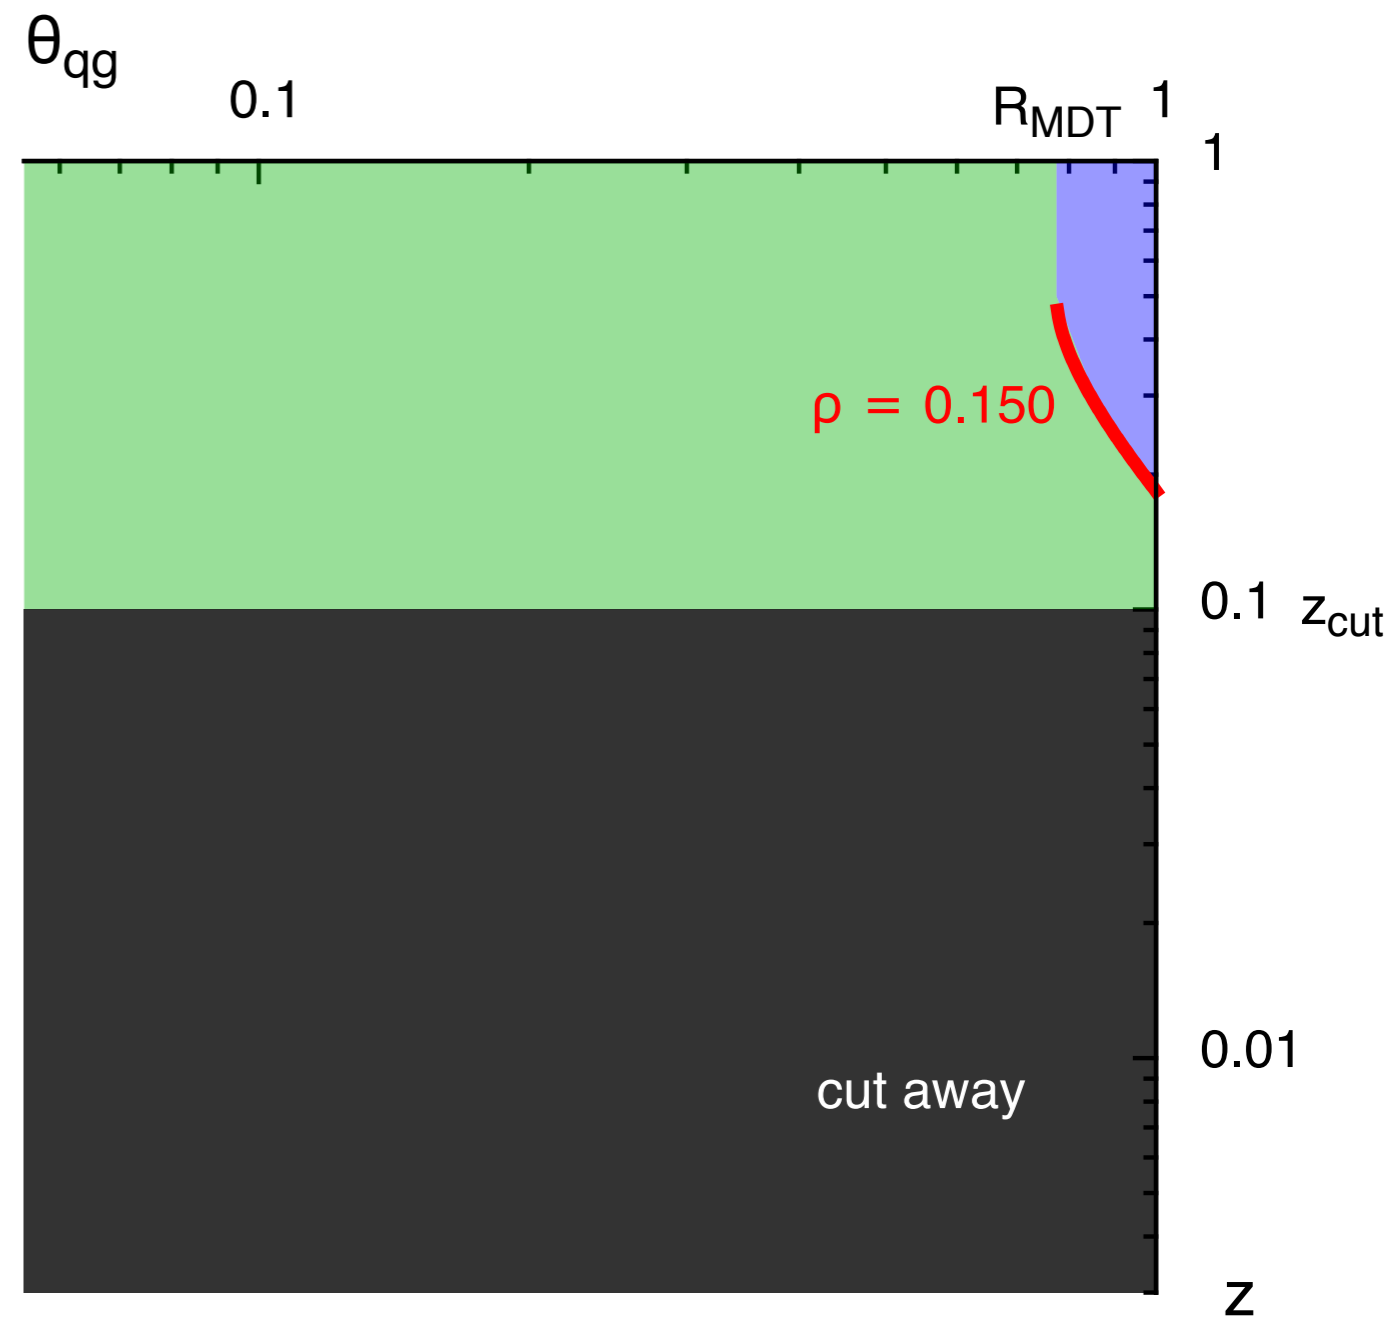 θqg
0.1
RMDT 1
1
ρ = 0.150
0.1 zcut
0.01
cut away
z